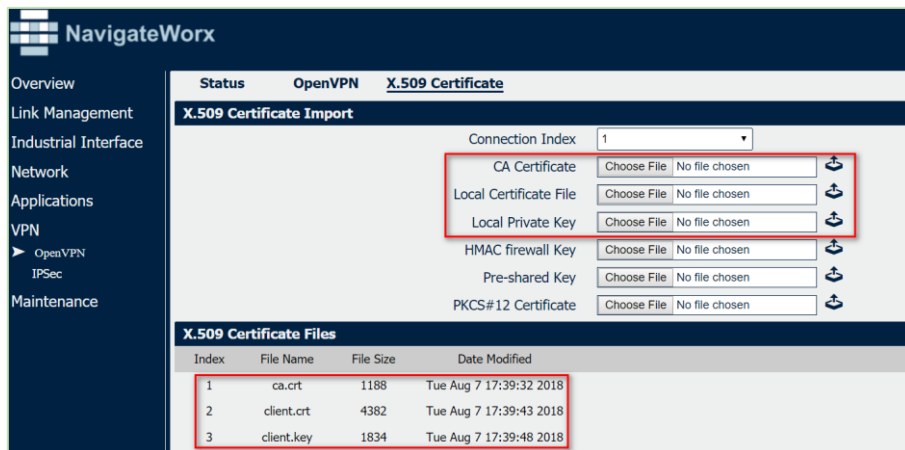 NavigateWorx
Overview
Link Management
Industrial Interface
Network
Applications
VPN
OpenVPN
IPSec
Maintenance
Status OpenVPN X.509 Certificate
X.509 Certificate Import
Connection Index 1
CA Certificate Choose File No file chosen
Local Certificate File Choose File No file chosen
Local Private Key Choose File No file chosen
HMAC firewall Key Choose File No file chosen
Pre-shared Key Choose File No file chosen
PKCS#12 Certificate Choose File No file chosen
X.509 Certificate Files
Index File Name File Size Date Modified
1 ca.crt 1188 Tue Aug 7 17:39:32 2018
2 client.crt 4382 Tue Aug 7 17:39:43 2018
3 client.key 1834 Tue Aug 7 17:39:48 2018